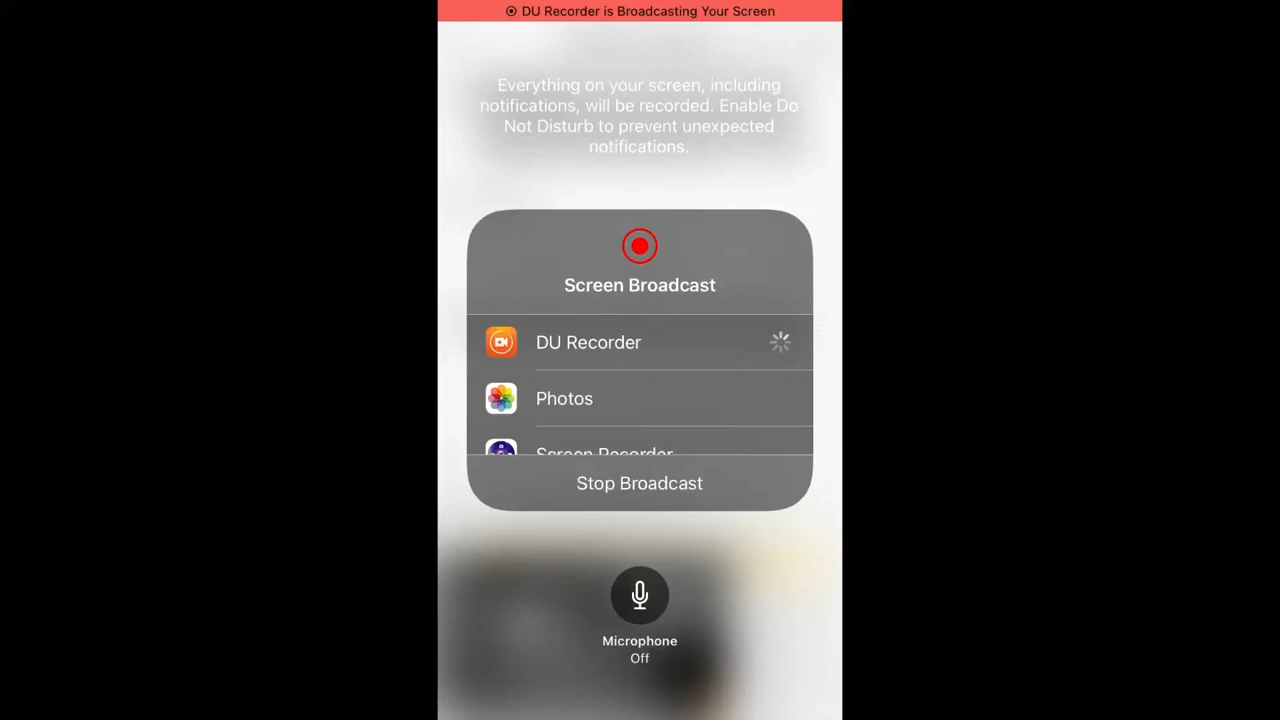 DU Recorder is Broadcasting Your Screen
Everything on your screen, including
notifications, will be recorded. Enable Do
Not Disturb to prevent unexpected
notifications.
Screen Broadcast
DU Recorder
Photos
Screen Recorder
Stop Broadcast
Microphone
Off